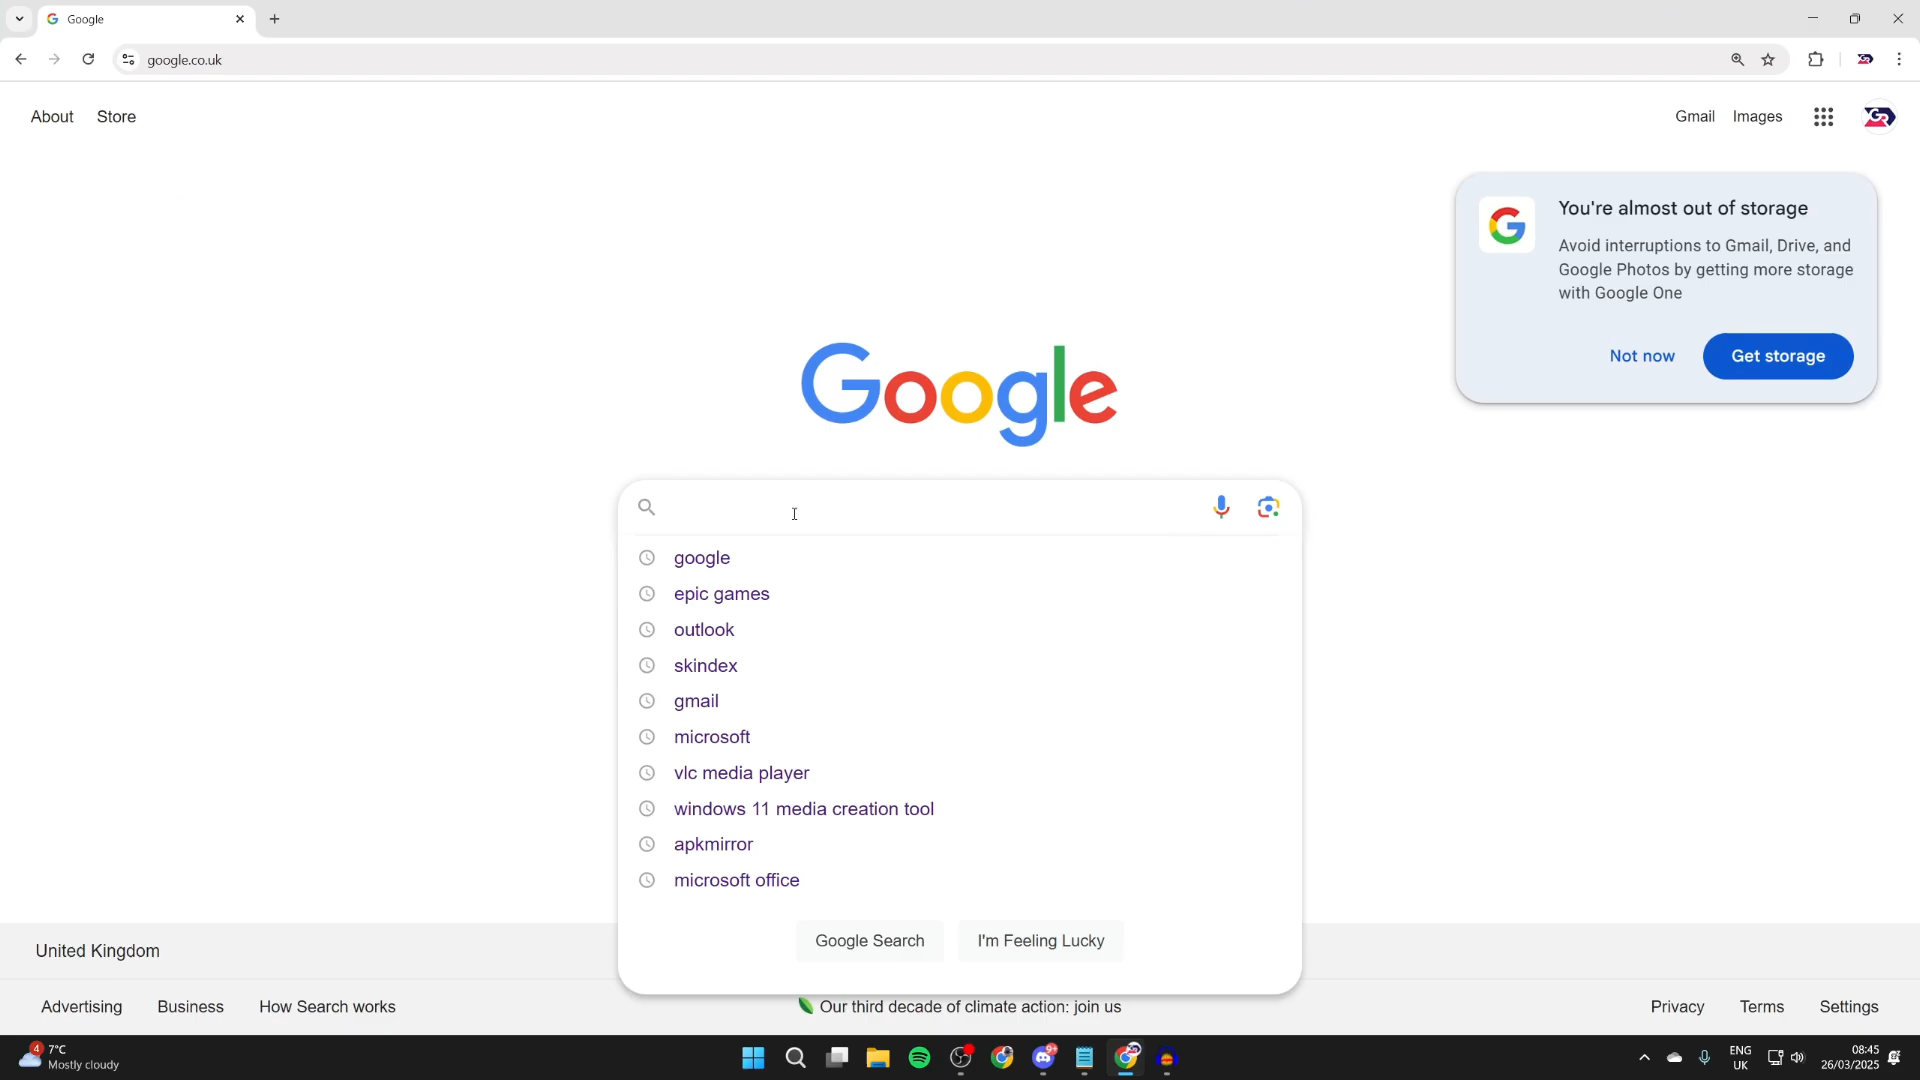 Google
google.co.uk
About Store
Gmail Images
GR
You're almost out of storage
Avoid interruptions to Gmail, Drive, and
Google Photos by getting more storage
with Google One
Not now Get storage
Google
google
epic games
outlook
skindex
gmail
microsoft
vlc media player
windows 11 media creation tool
apkmirror
microsoft office
Google Search I'm Feeling Lucky
United Kingdom
Advertising Business How Search works
Our third decade of climate action: join us
Privacy Terms Settings
4
7°C
Mostly cloudy
9+
ENG
UK
08:45
26/03/2025